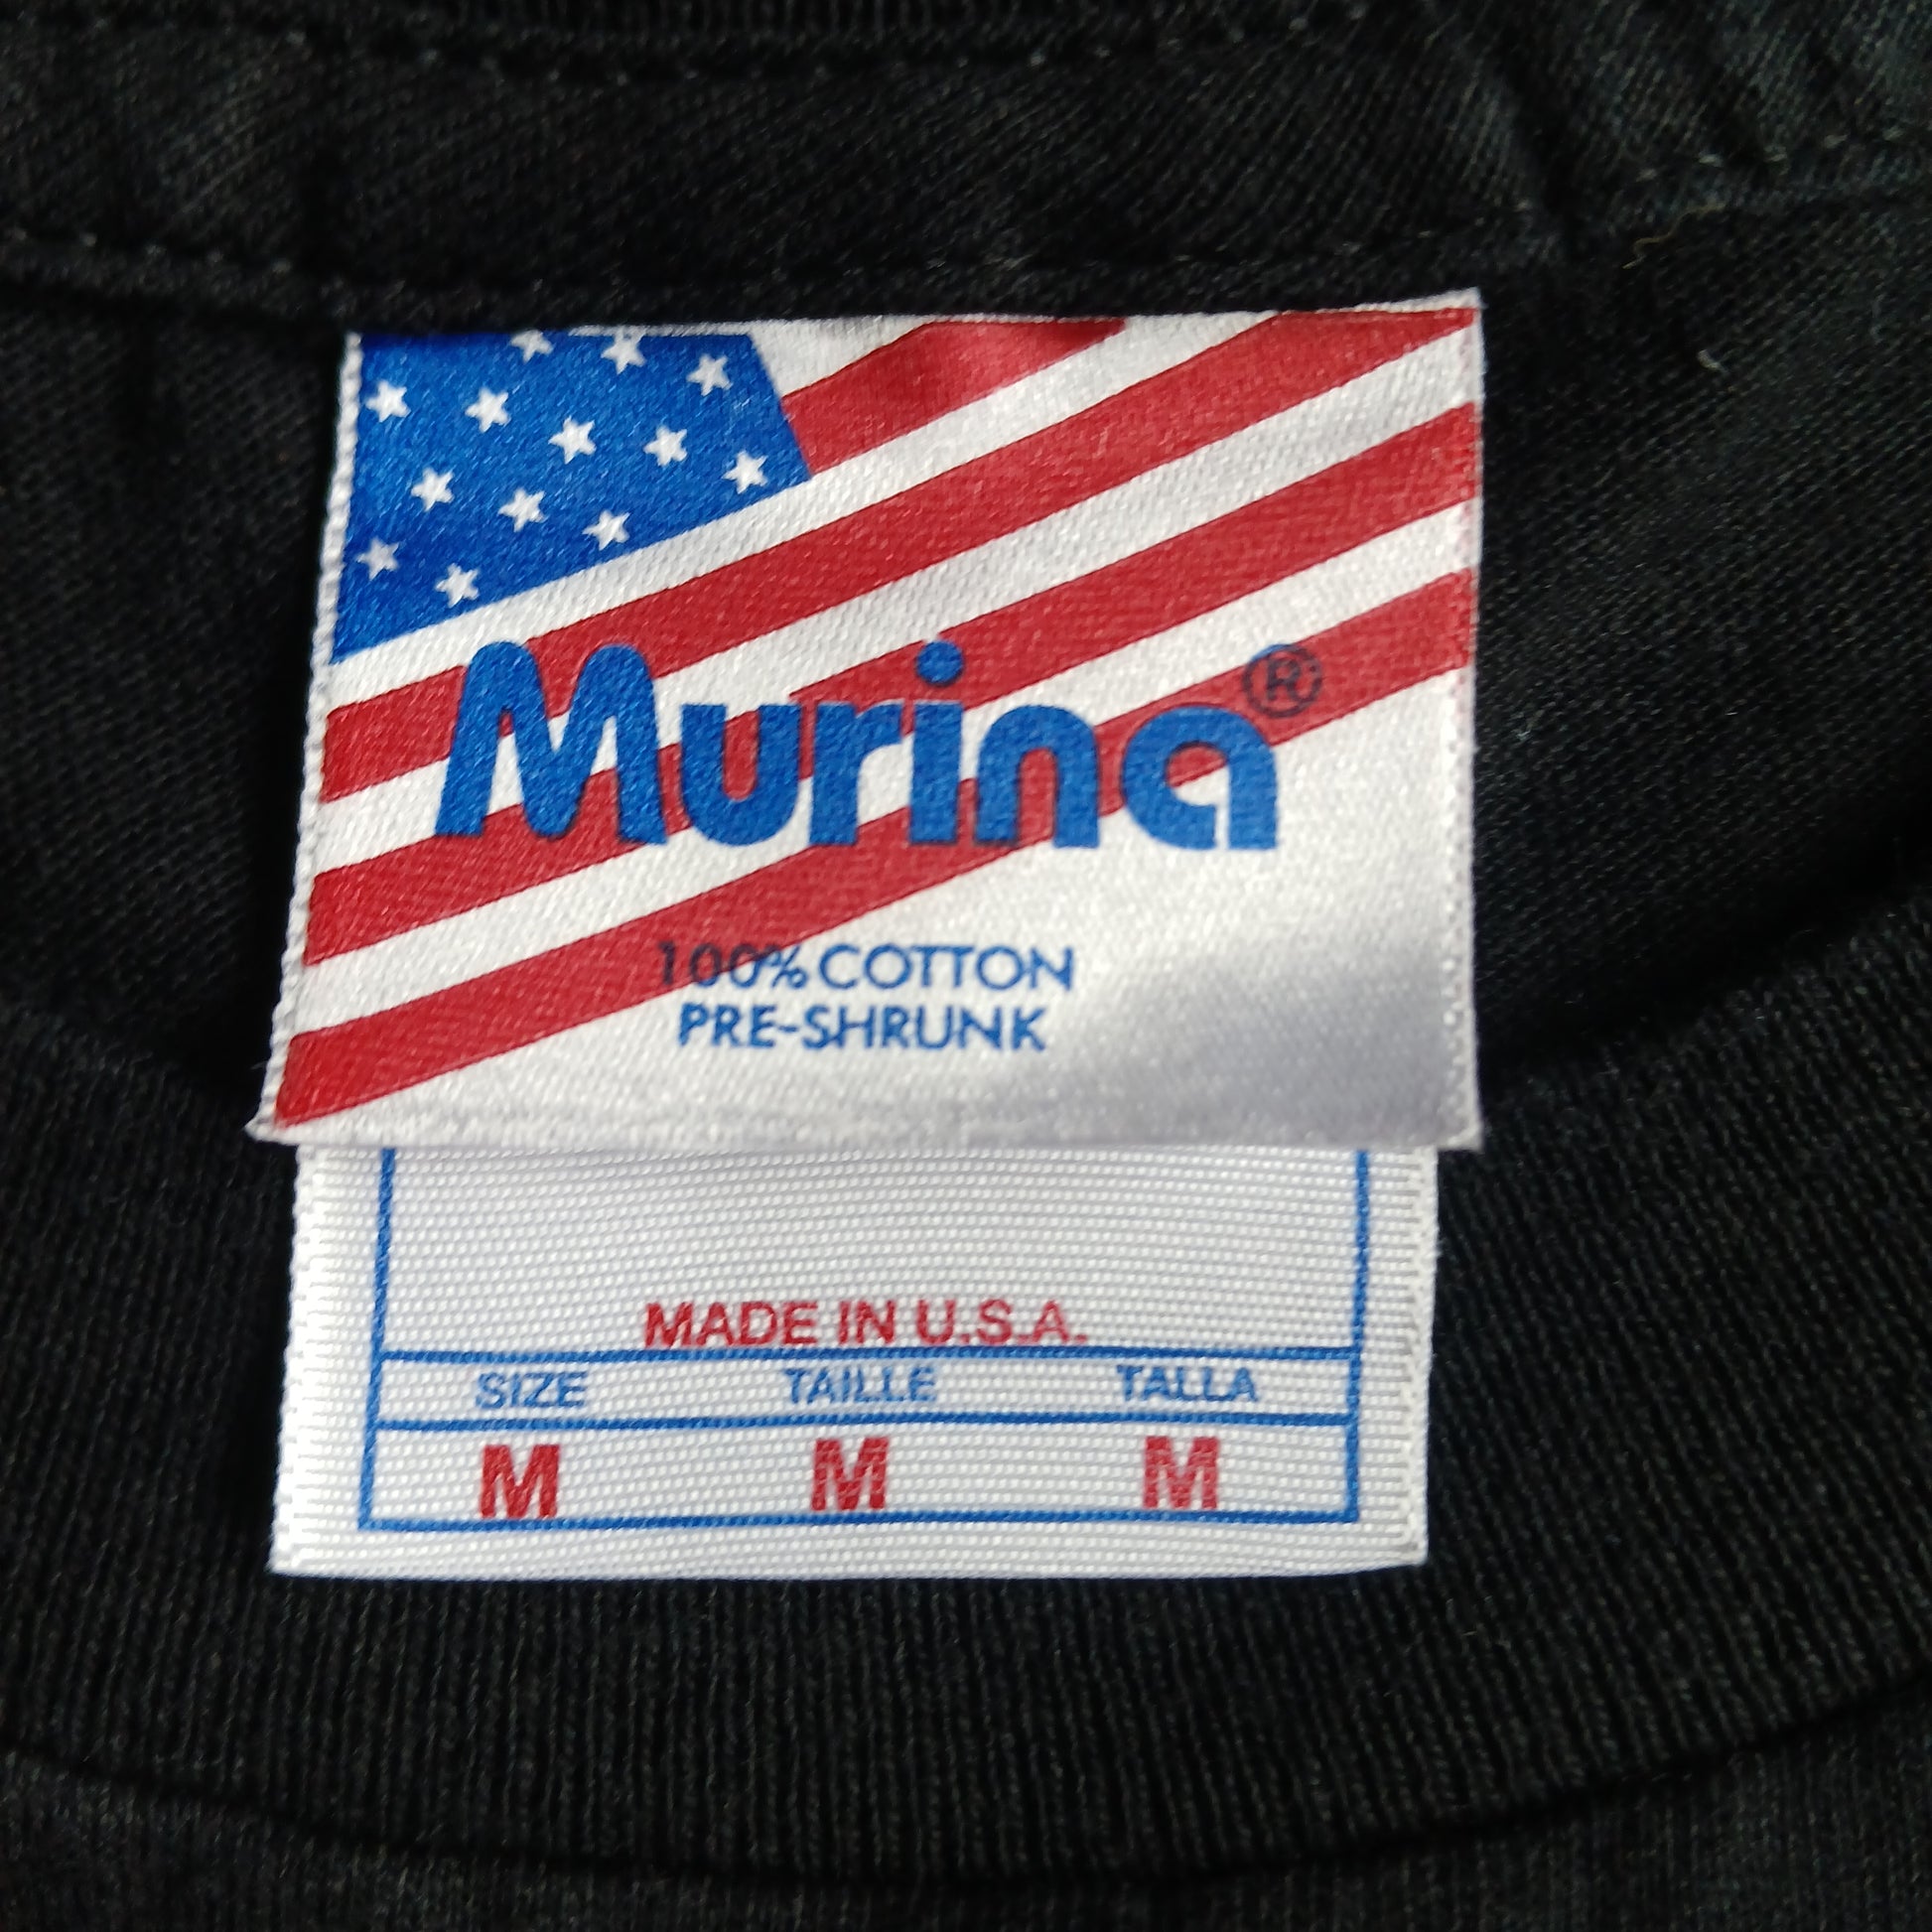 Murina®
100% COTTON
PRE-SHRUNK
MADE IN U.S.A.
SIZE TAILLE TALLA
M M M